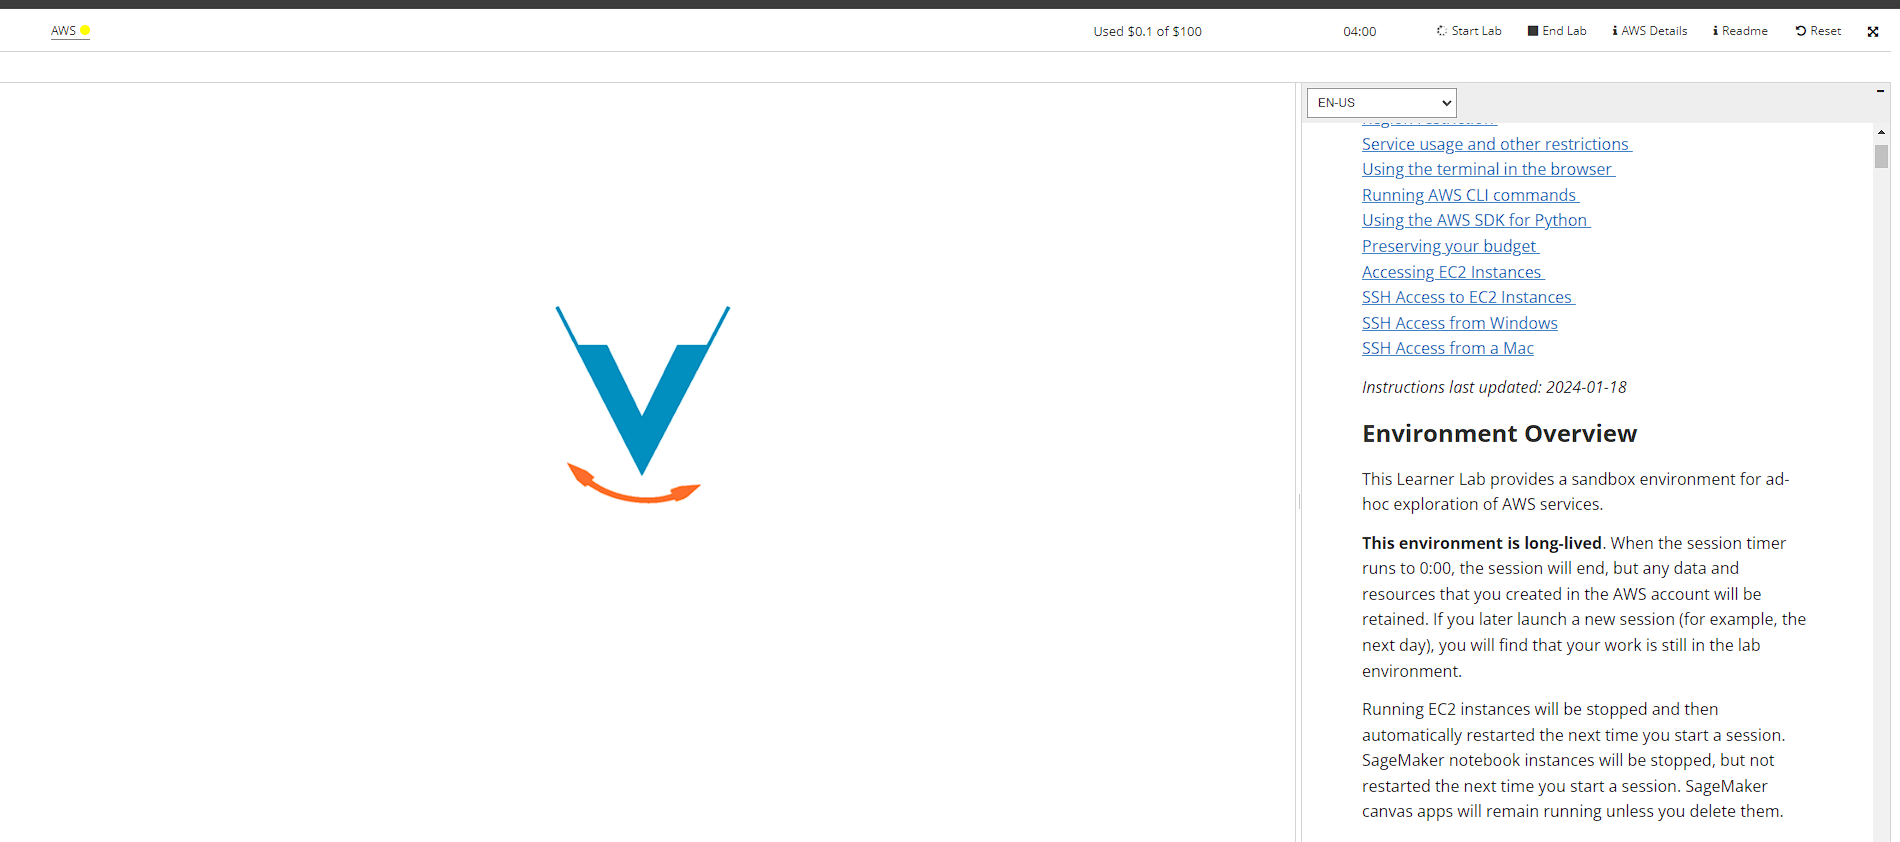 AWS
Used $0.1 of $100
04:00
Start Lab
End Lab
AWS Details
Readme
Reset
EN-US
Region restriction
Service usage and other restrictions
Using the terminal in the browser
Running AWS CLI commands
Using the AWS SDK for Python
Preserving your budget
Accessing EC2 Instances
SSH Access to EC2 Instances
SSH Access from Windows
SSH Access from a Mac
Instructions last updated: 2024-01-18
Environment Overview
This Learner Lab provides a sandbox environment for ad-
hoc exploration of AWS services.
This environment is long-lived. When the session timer
runs to 0:00, the session will end, but any data and
resources that you created in the AWS account will be
retained. If you later launch a new session (for example, the
next day), you will find that your work is still in the lab
environment.
Running EC2 instances will be stopped and then
automatically restarted the next time you start a session.
SageMaker notebook instances will be stopped, but not
restarted the next time you start a session. SageMaker
canvas apps will remain running unless you delete them.